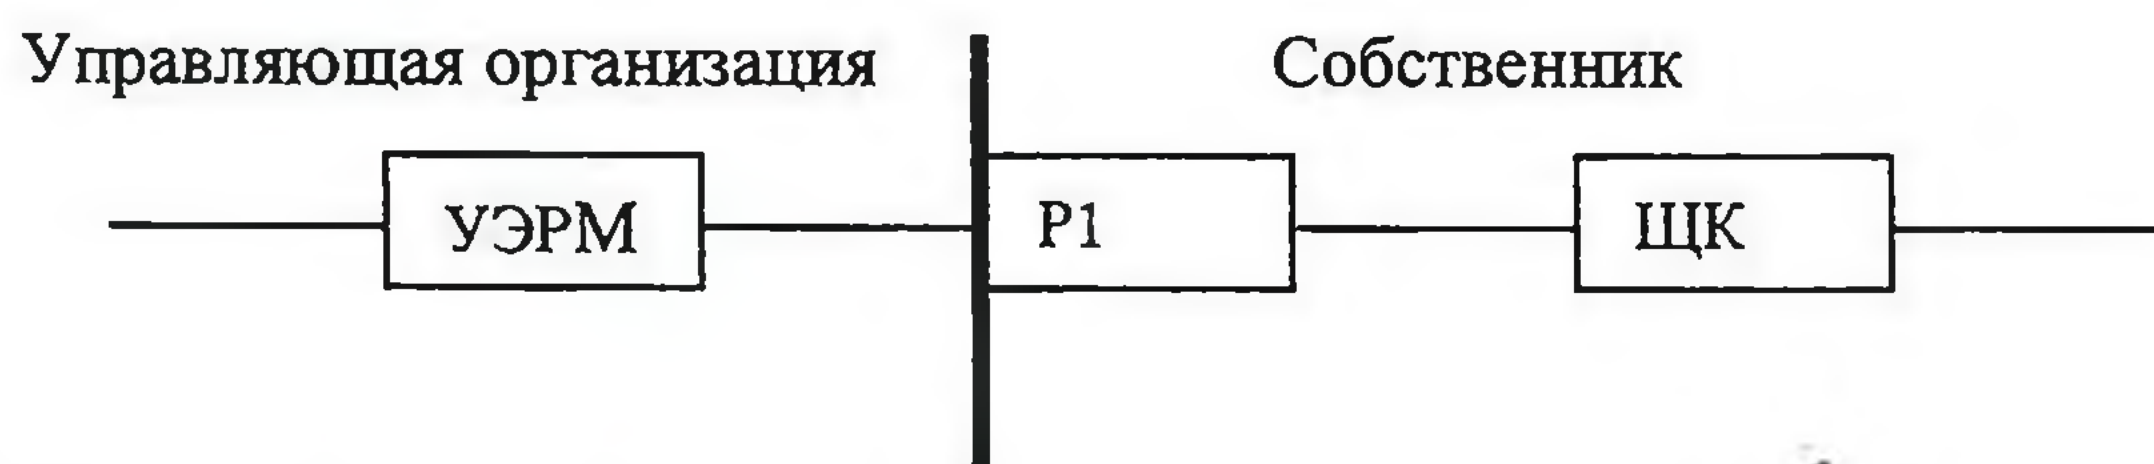 Управляющая организация
Собственник
УЭРМ
Р1
ЩК